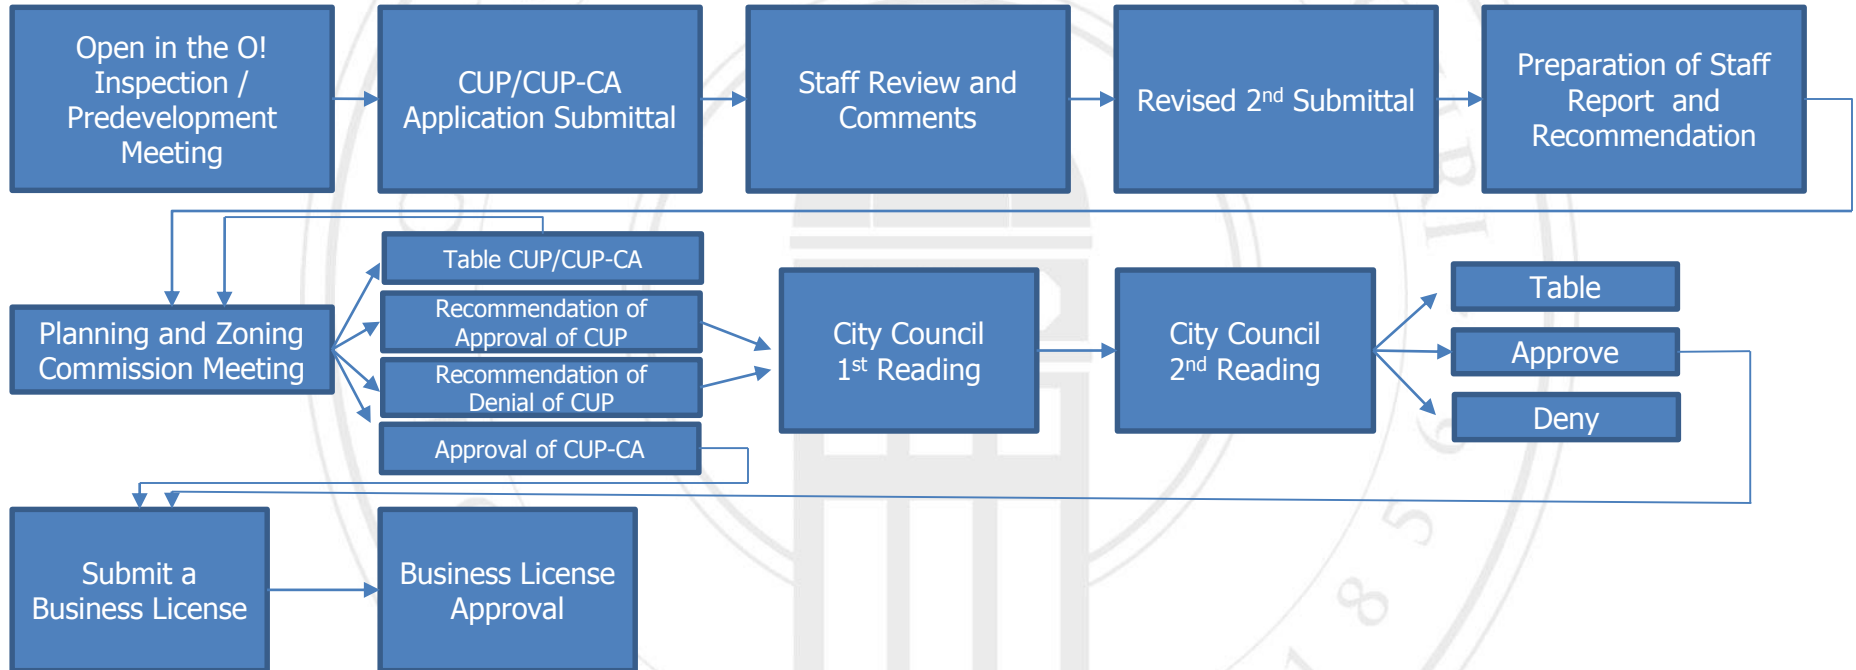 Open in the O!
Inspection /
Predevelopment
Meeting
CUP/CUP-CA
Application Submittal
Staff Review and
Comments
Revised 2nd Submittal
Preparation of Staff
Report and
Recommendation
Planning and Zoning
Commission Meeting
Table CUP/CUP-CA
Recommendation of
Approval of CUP
Recommendation of
Denial of CUP
Approval of CUP-CA
City Council
1st Reading
City Council
2nd Reading
Table
Approve
Deny
Submit a
Business License
Business License
Approval